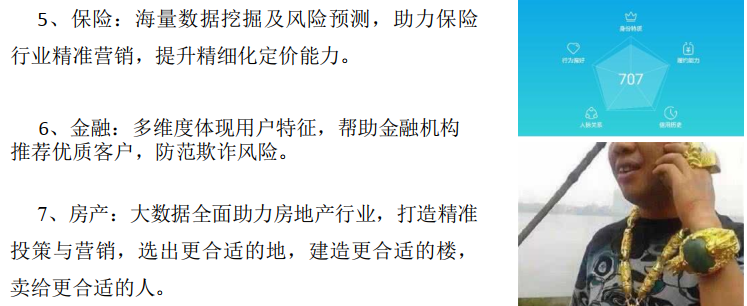 5、保险：海量数据挖掘及风险预测，助力保险
行业精准营销，提升精细化定价能力。
6、金融：多维度体现用户特征，帮助金融机构
推荐优质客户，防范欺诈风险。
7、房产：大数据全面助力房地产行业，打造精准
投策与营销，选出更合适的地，建造更合适的楼，
卖给更合适的人。
身份特质
行为偏好
履约能力
707
人脉关系
信用历史